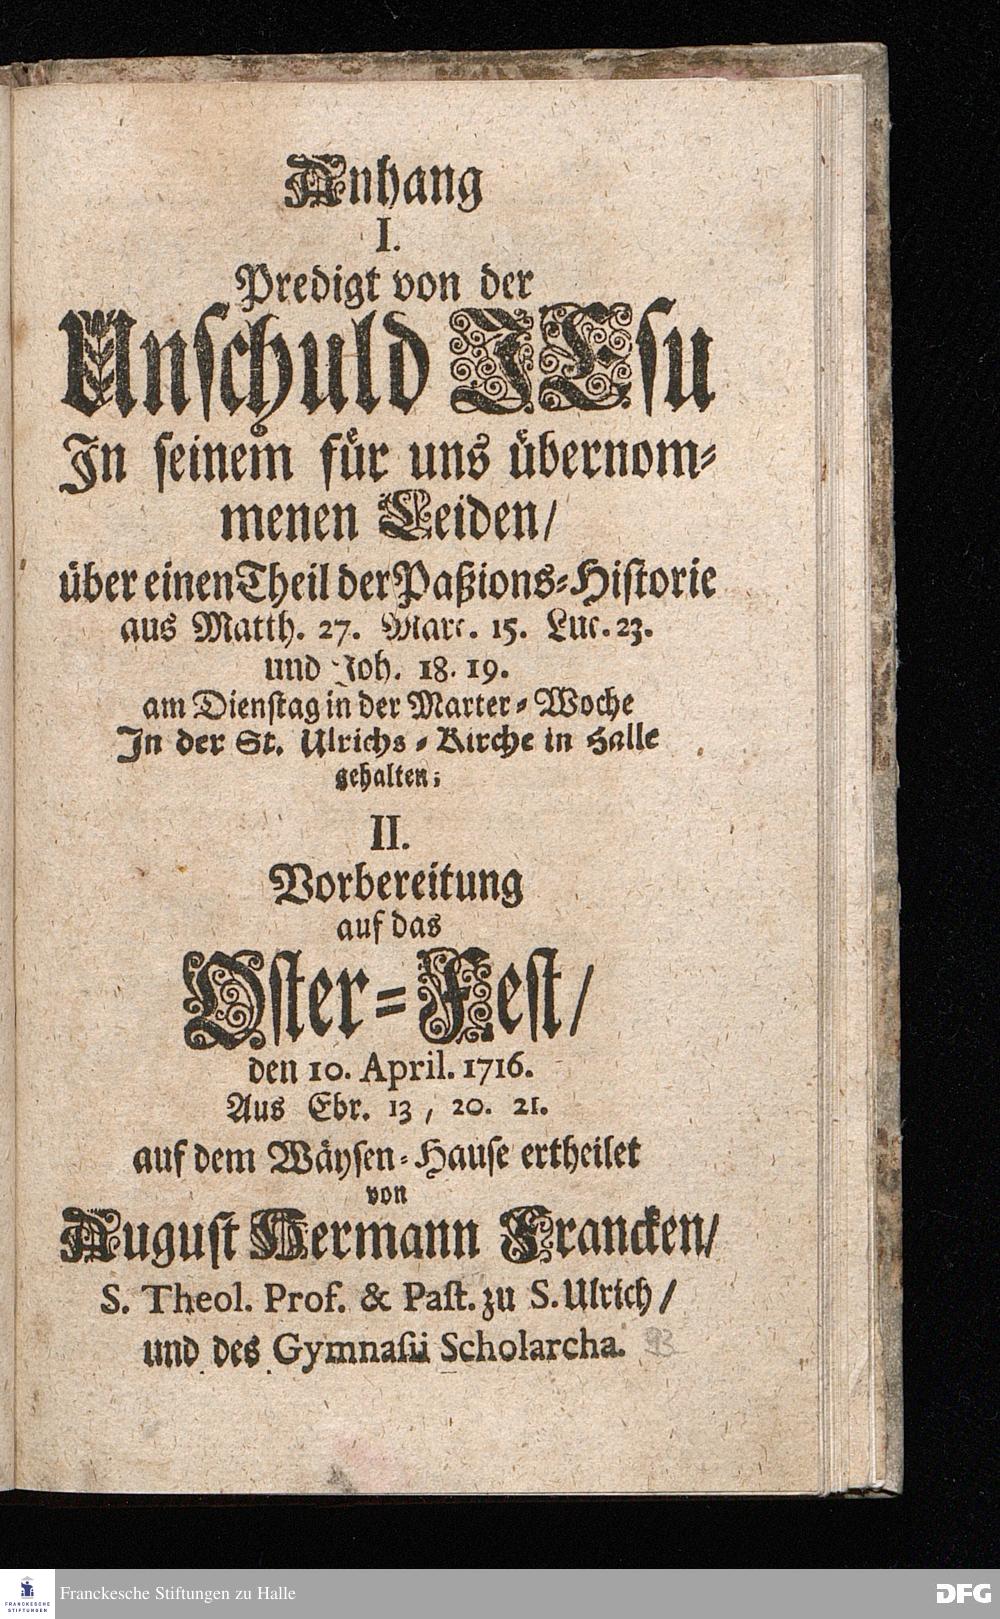 Anhang
I.
Predigt von der
Unschuld JEsu
In seinem für uns übernom-
menen Leiden/
über einen Theil der Paßions-Historie
aus Matth. 27. Marc. 15. Luc. 23.
und Joh. 18. 19.
am Dienstag in der Marter-Woche
In der St. Ulrichs-Kirche in Halle
gehalten;
II.
Vorbereitung
auf das
Oster-Fest/
den 10. April. 1716.
Aus Ebr. 13, 20. 21.
auf dem Wäysen-Hause ertheilet
von
August Hermann Francken/
S. Theol. Prof. & Past. zu S. Ulrich/
und des Gymnasii Scholarcha.
93
FRANCKESCHE
STIFTUNGEN
Franckesche Stiftungen zu Halle
DFG